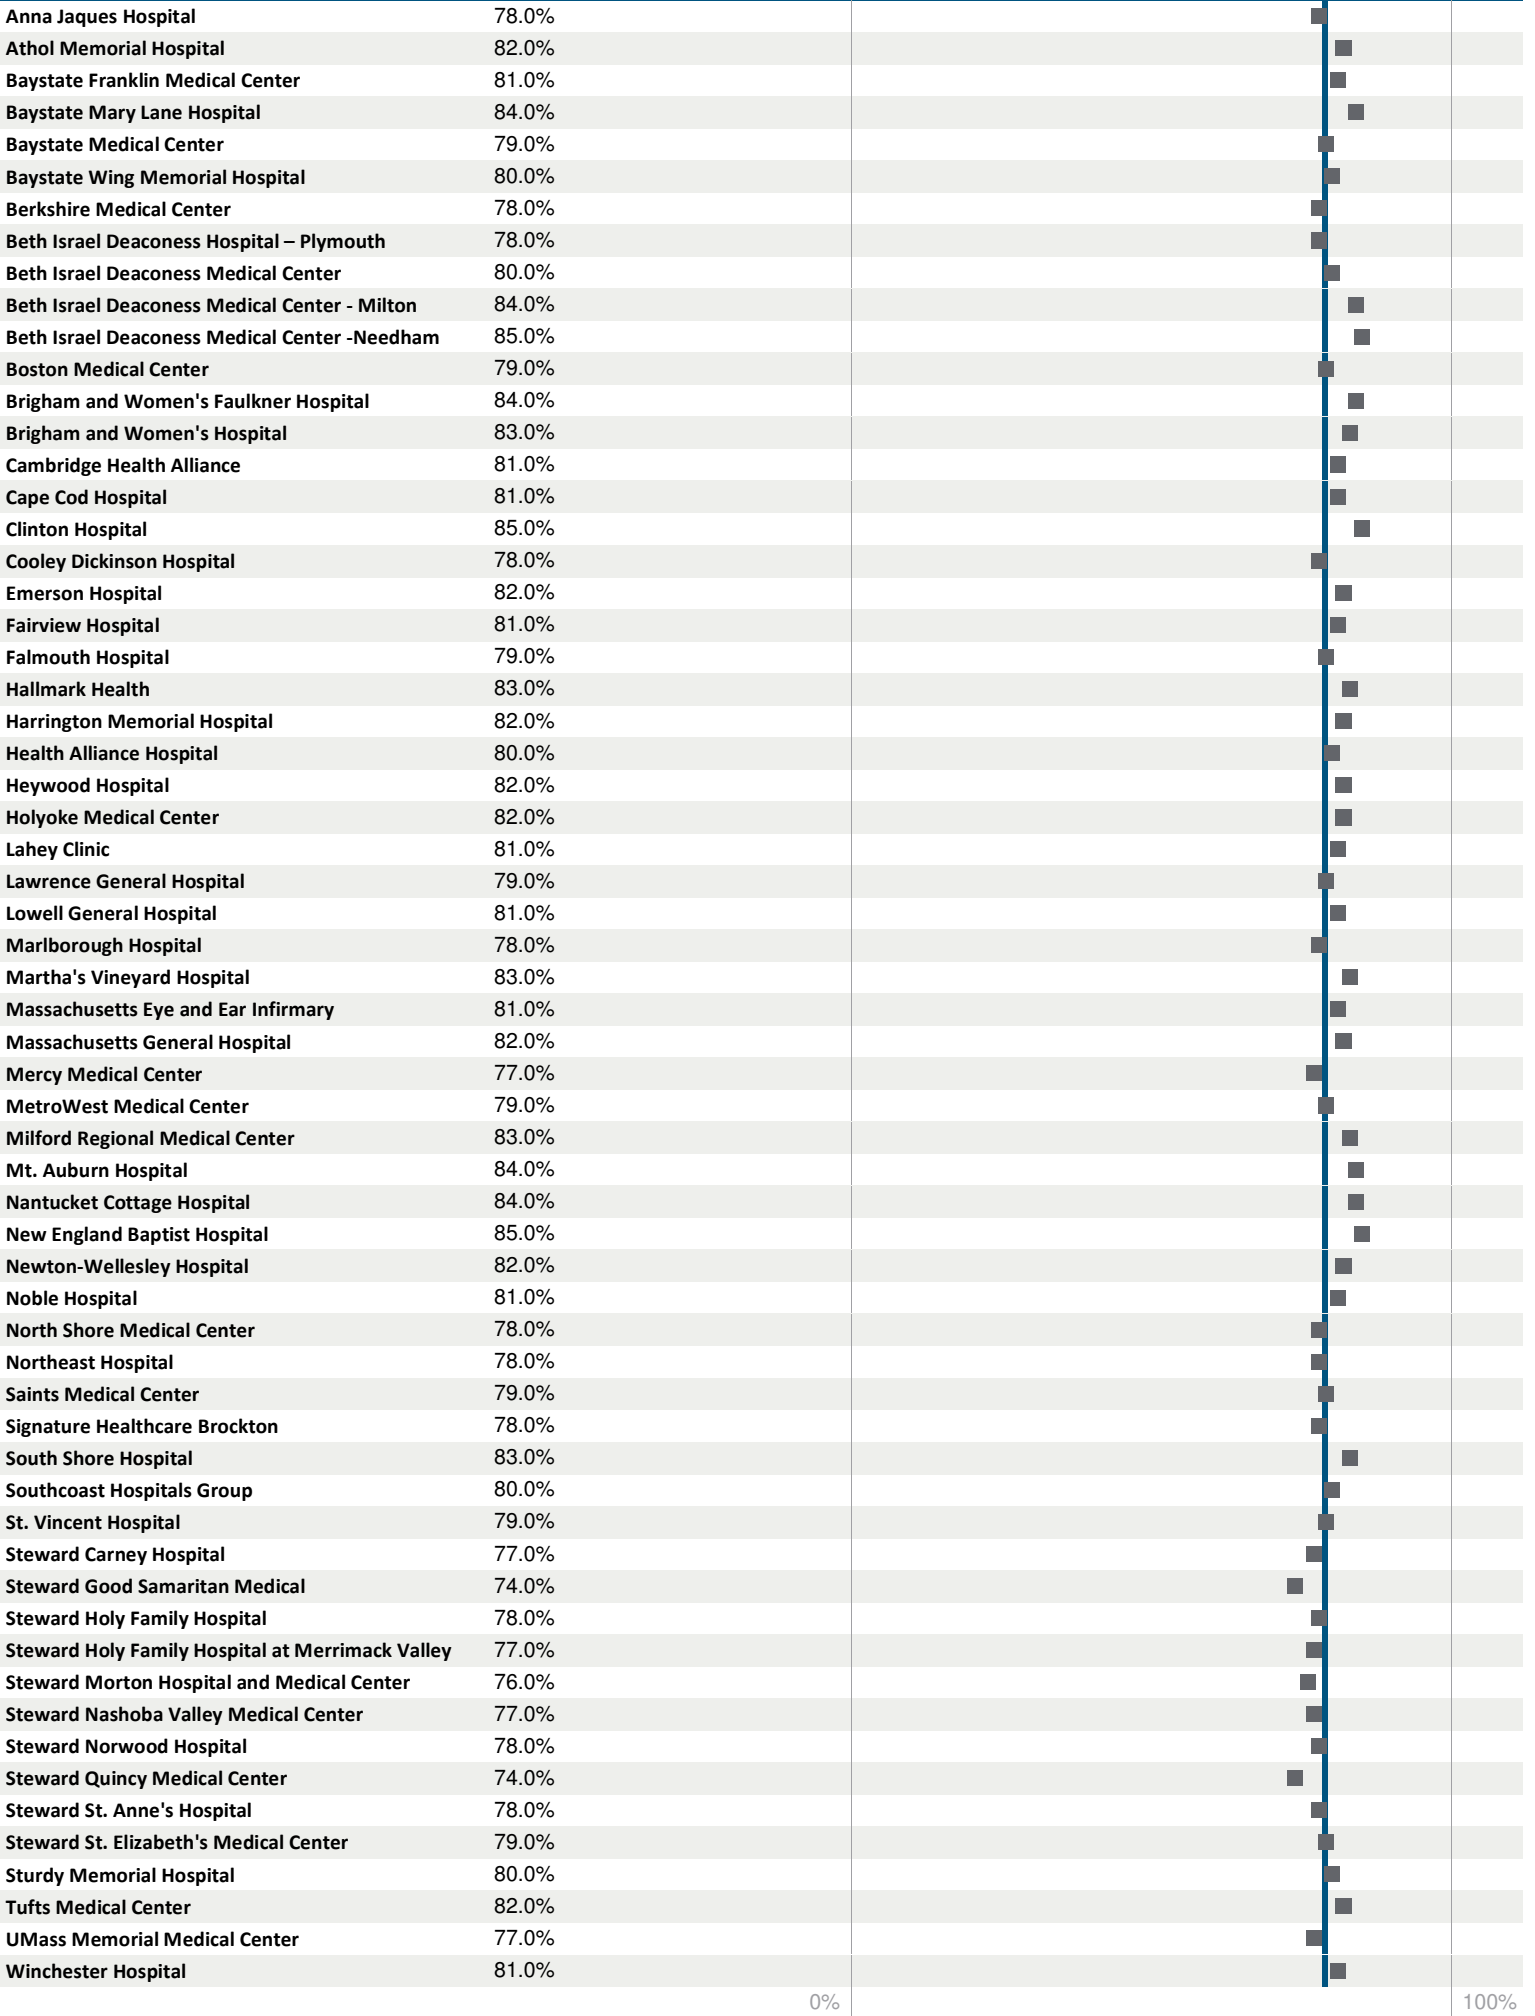 Anna Jaques Hospital 78.0%
Athol Memorial Hospital 82.0%
Baystate Franklin Medical Center 81.0%
Baystate Mary Lane Hospital 84.0%
Baystate Medical Center 79.0%
Baystate Wing Memorial Hospital 80.0%
Berkshire Medical Center 78.0%
Beth Israel Deaconess Hospital – Plymouth 78.0%
Beth Israel Deaconess Medical Center 80.0%
Beth Israel Deaconess Medical Center - Milton 84.0%
Beth Israel Deaconess Medical Center -Needham 85.0%
Boston Medical Center 79.0%
Brigham and Women's Faulkner Hospital 84.0%
Brigham and Women's Hospital 83.0%
Cambridge Health Alliance 81.0%
Cape Cod Hospital 81.0%
Clinton Hospital 85.0%
Cooley Dickinson Hospital 78.0%
Emerson Hospital 82.0%
Fairview Hospital 81.0%
Falmouth Hospital 79.0%
Hallmark Health 83.0%
Harrington Memorial Hospital 82.0%
Health Alliance Hospital 80.0%
Heywood Hospital 82.0%
Holyoke Medical Center 82.0%
Lahey Clinic 81.0%
Lawrence General Hospital 79.0%
Lowell General Hospital 81.0%
Marlborough Hospital 78.0%
Martha's Vineyard Hospital 83.0%
Massachusetts Eye and Ear Infirmary 81.0%
Massachusetts General Hospital 82.0%
Mercy Medical Center 77.0%
MetroWest Medical Center 79.0%
Milford Regional Medical Center 83.0%
Mt. Auburn Hospital 84.0%
Nantucket Cottage Hospital 84.0%
New England Baptist Hospital 85.0%
Newton-Wellesley Hospital 82.0%
Noble Hospital 81.0%
North Shore Medical Center 78.0%
Northeast Hospital 78.0%
Saints Medical Center 79.0%
Signature Healthcare Brockton 78.0%
South Shore Hospital 83.0%
Southcoast Hospitals Group 80.0%
St. Vincent Hospital 79.0%
Steward Carney Hospital 77.0%
Steward Good Samaritan Medical 74.0%
Steward Holy Family Hospital 78.0%
Steward Holy Family Hospital at Merrimack Valley 77.0%
Steward Morton Hospital and Medical Center 76.0%
Steward Nashoba Valley Medical Center 77.0%
Steward Norwood Hospital 78.0%
Steward Quincy Medical Center 74.0%
Steward St. Anne's Hospital 78.0%
Steward St. Elizabeth's Medical Center 79.0%
Sturdy Memorial Hospital 80.0%
Tufts Medical Center 82.0%
UMass Memorial Medical Center 77.0%
Winchester Hospital 81.0%
0% 100%